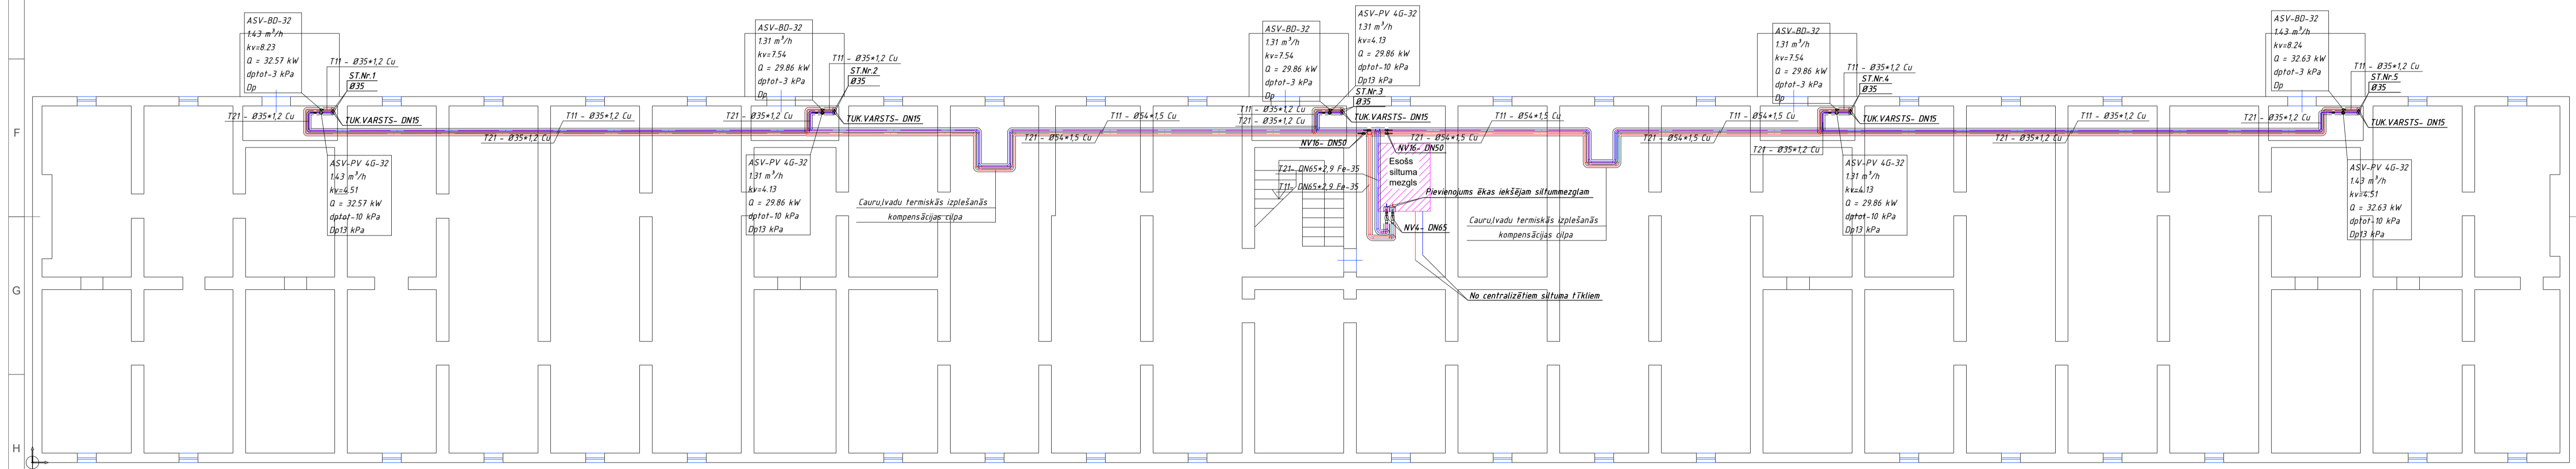 ASV-BD-32
1.43 m³/h
kv=8.23
Q = 32.57 kW
dptot-3 kPa
Dp
T11 - Ø35*1,2 Cu
ST.Nr.1
Ø35
T21 - Ø35*1,2 Cu
TUK.VARSTS- DN15
ASV-PV 4G-32
1.43 m³/h
kv=4.51
Q = 32.57 kW
dptot-10 kPa
Dp13 kPa
T21 - Ø35*1,2 Cu
T11 - Ø35*1,2 Cu
ASV-BD-32
1.31 m³/h
kv=7.54
Q = 29.86 kW
dptot-3 kPa
Dp
T11 - Ø35*1,2 Cu
ST.Nr.2
Ø35
T21 - Ø35*1,2 Cu
TUK.VARSTS- DN15
ASV-PV 4G-32
1.31 m³/h
kv=4.13
Q = 29.86 kW
dptot-10 kPa
Dp13 kPa
Cauruļvadu termiskās izplešanās
kompensācijas cilpa
T21 - Ø54*1,5 Cu
T11 - Ø54*1,5 Cu
ASV-BD-32
1.31 m³/h
kv=7.54
Q = 29.86 kW
dptot-3 kPa
Dp
ASV-PV 4G-32
1.31 m³/h
kv=4.13
Q = 29.86 kW
dptot-10 kPa
Dp13 kPa
ST.Nr.3
Ø35
T11 - Ø35*1,2 Cu
T21 - Ø35*1,2 Cu
TUK.VARSTS- DN15
NV16- DN50
NV16- DN50
T21 - Ø54*1,5 Cu
T11 - Ø54*1,5 Cu
Esošs
siltuma
mezgls
T21- DN65*2,9 Fe-35
T11- DN65*2,9 Fe-35
Pievienojums ēkas iekšējam siltummezglam
NV4- DN65
No centralizētiem siltuma tīkliem
Cauruļvadu termiskās izplešanās
kompensācijas cilpa
T21 - Ø54*1,5 Cu
T11 - Ø54*1,5 Cu
ASV-BD-32
1.31 m³/h
kv=7.54
Q = 29.86 kW
dptot-3 kPa
Dp
T11 - Ø35*1,2 Cu
ST.Nr.4
Ø35
TUK.VARSTS- DN15
T21 - Ø35*1,2 Cu
ASV-PV 4G-32
1.31 m³/h
kv=4.13
Q = 29.86 kW
dptot-10 kPa
Dp13 kPa
T21 - Ø35*1,2 Cu
T11 - Ø35*1,2 Cu
ASV-BD-32
1.43 m³/h
kv=8.24
Q = 32.63 kW
dptot-3 kPa
Dp
T11 - Ø35*1,2 Cu
ST.Nr.5
Ø35
T21 - Ø35*1,2 Cu
TUK.VARSTS- DN15
ASV-PV 4G-32
1.43 m³/h
kv=4.51
Q = 32.63 kW
dptot-10 kPa
Dp13 kPa
F
G
H